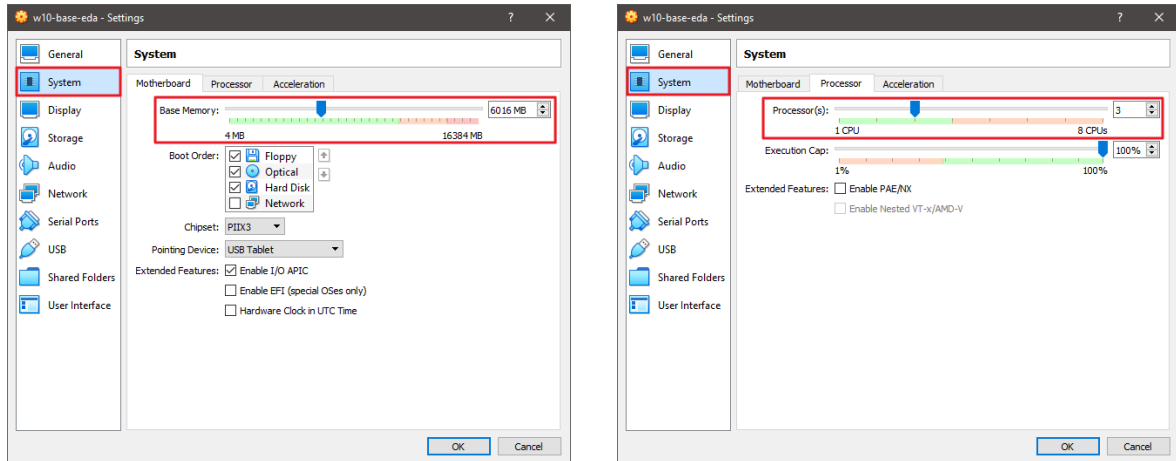 w10-base-eda - Settings ? ×
General
System
Display
Storage
Audio
Network
Serial Ports
USB
Shared Folders
User Interface
System
Motherboard Processor Acceleration
Base Memory: 6016 MB
4 MB 16384 MB
Boot Order: Floppy
Optical
Hard Disk
Network
Chipset: PIIX3
Pointing Device: USB Tablet
Extended Features: Enable I/O APIC
Enable EFI (special OSes only)
Hardware Clock in UTC Time
OK Cancel
w10-base-eda - Settings ? ×
General
System
Display
Storage
Audio
Network
Serial Ports
USB
Shared Folders
User Interface
System
Motherboard Processor Acceleration
Processor(s): 3
1 CPU 8 CPUs
Execution Cap: 100%
1% 100%
Extended Features: Enable PAE/NX
Enable Nested VT-x/AMD-V
OK Cancel